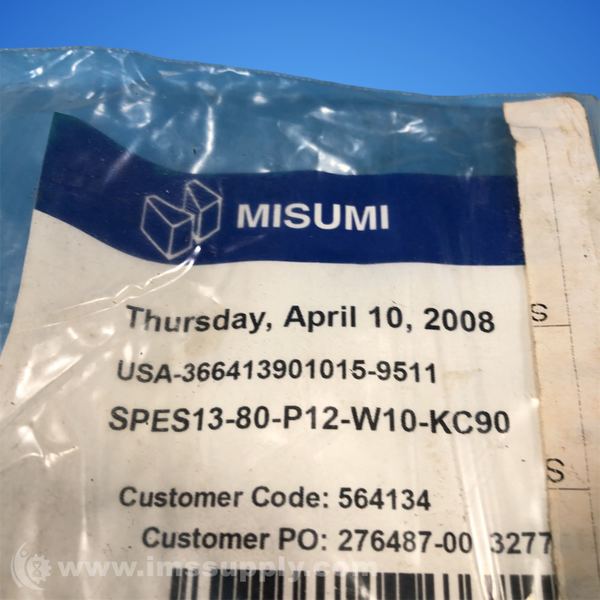 MISUMI
Thursday, April 10, 2008
USA-366413901015-9511
SPES13-80-P12-W10-KC90
Customer Code: 564134
Customer PO: 276487-00 3277
S
S
www.imssupply.com